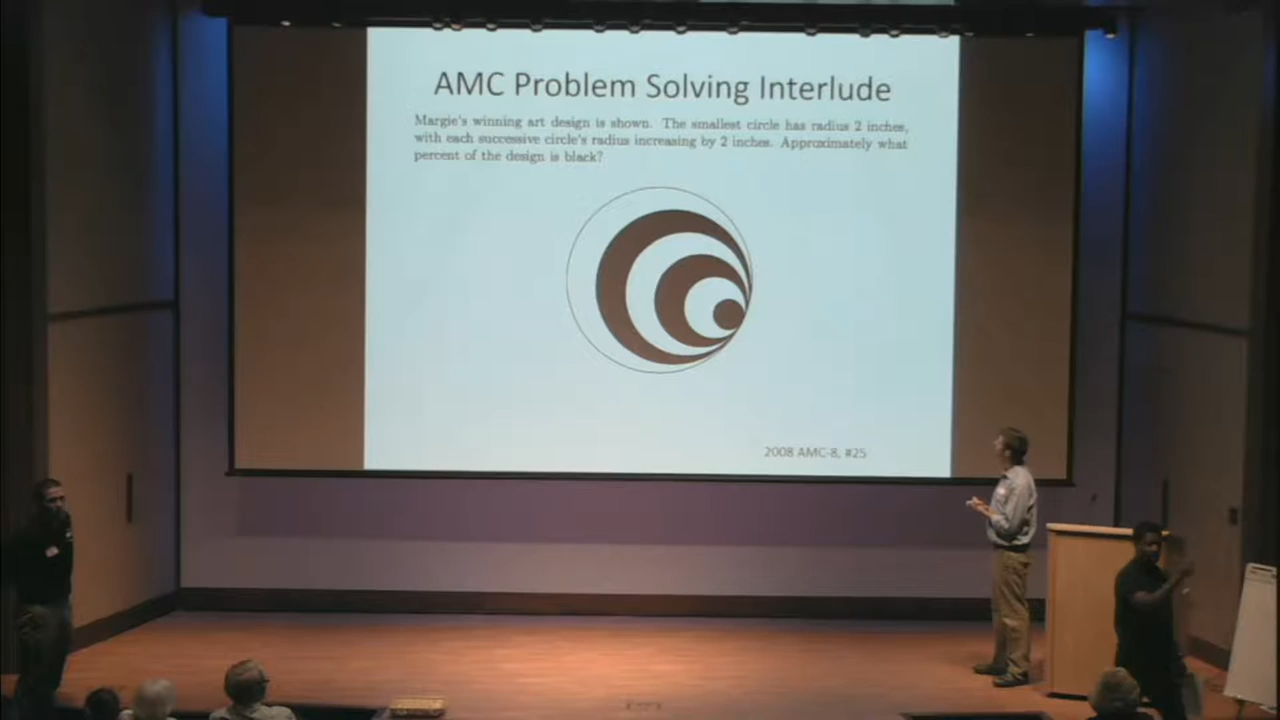 AMC Problem Solving Interlude
Margie's winning art design is shown. The smallest circle has radius 2 inches,
with each successive circle's radius increasing by 2 inches. Approximately what
percent of the design is black?
2008 AMC-8, #25